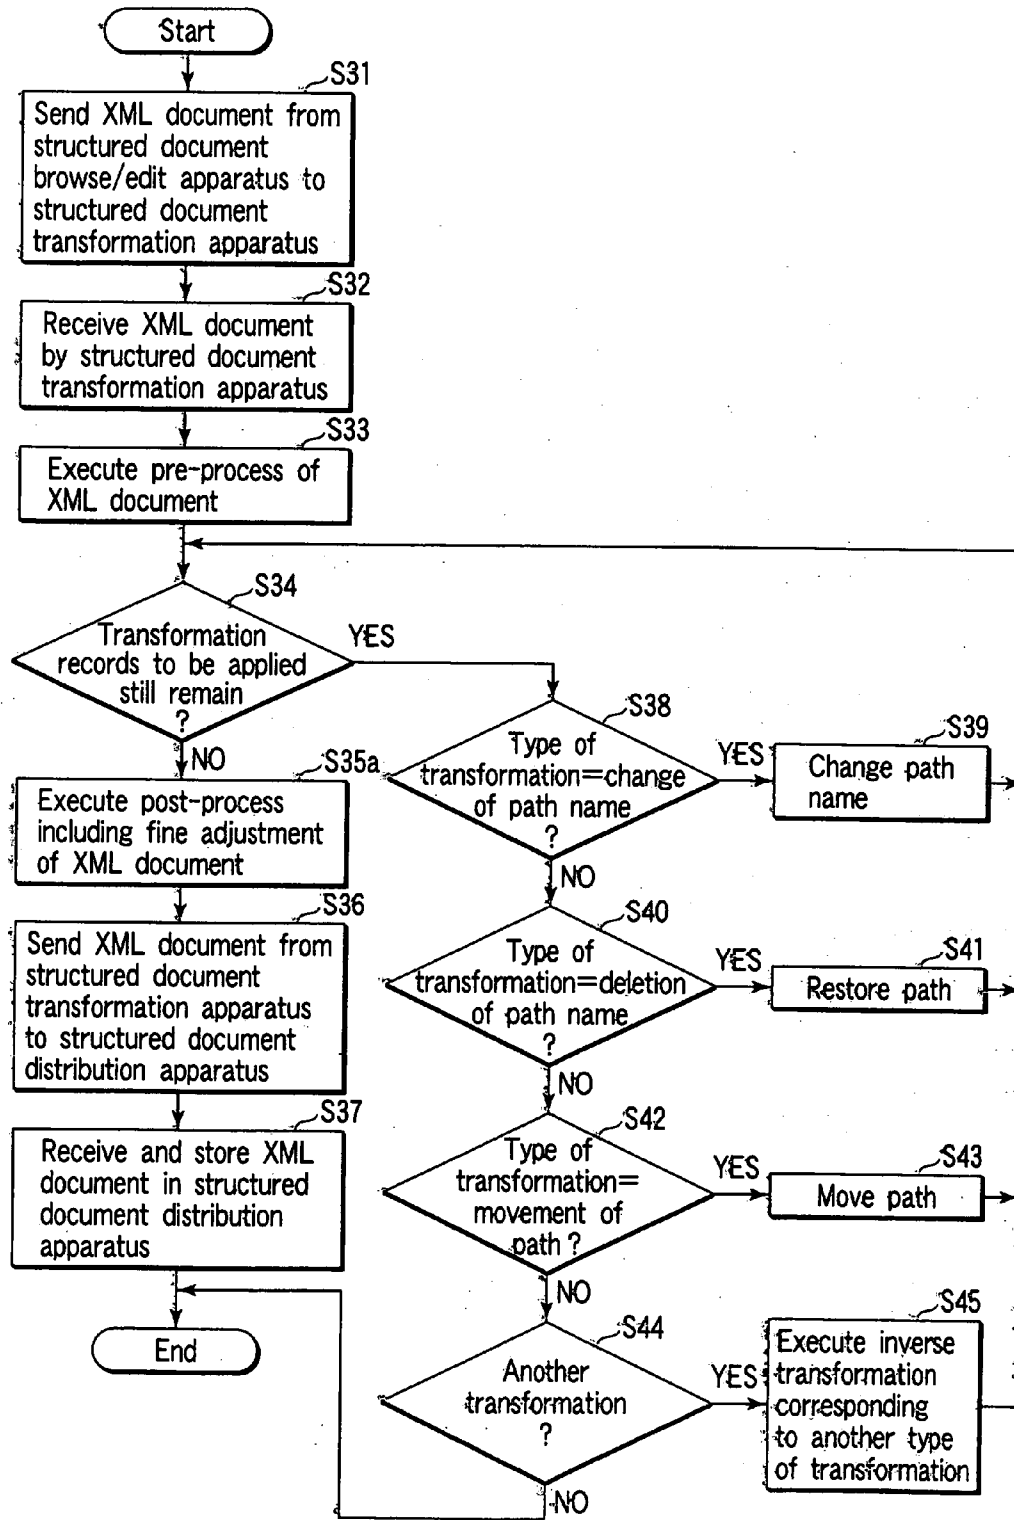 Start
S31
Send XML document from
structured document
browse/edit apparatus to
structured document
transformation apparatus
S32
Receive XML document
by structured document
transformation apparatus
S33
Execute pre-process of
XML document
S34
Transformation
records to be applied
still remain
?
YES
NO
S35a
Execute post-process
including fine adjustment
of XML document
S36
Send XML document from
structured document
transformation apparatus
to structured document
distribution apparatus
S37
Receive and store XML
document in structured
document distribution
apparatus
End
S38
Type of
transformation=change
of path name
?
YES
NO
S39
Change path
name
S40
Type of
transformation=deletion
of path name
?
YES
NO
S41
Restore path
S42
Type of
transformation=
movement of
path ?
YES
NO
S43
Move path
S44
Another
transformation
?
YES
NO
S45
Execute inverse
transformation
corresponding
to another type
of transformation